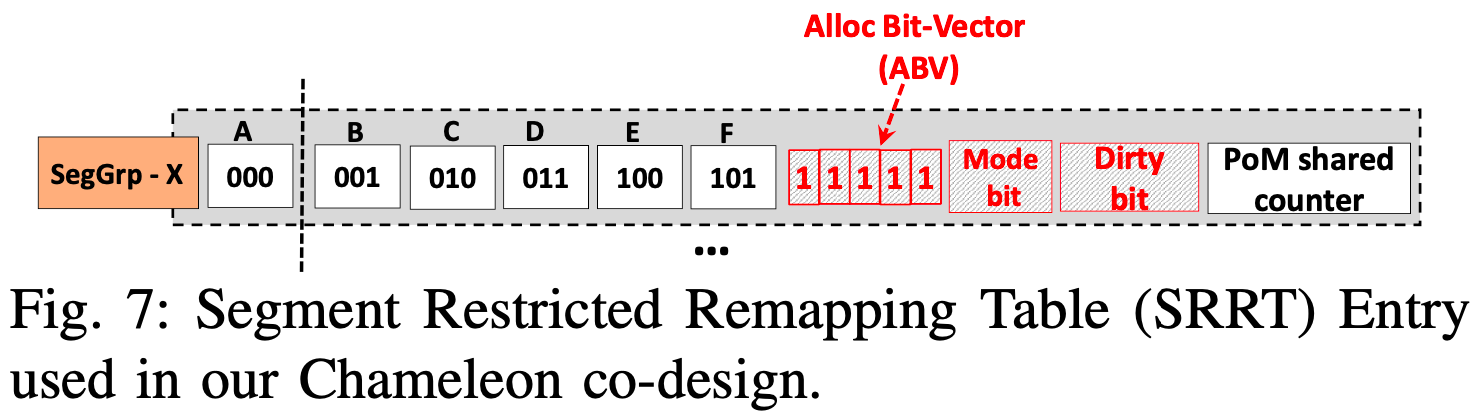 Alloc Bit-Vector
(ABV)
A B C D E F
SegGrp - X 000 001 010 011 100 101 1 1 1 1 1 Mode bit Dirty bit PoM shared counter
...
Fig. 7: Segment Restricted Remapping Table (SRRT) Entry
used in our Chameleon co-design.